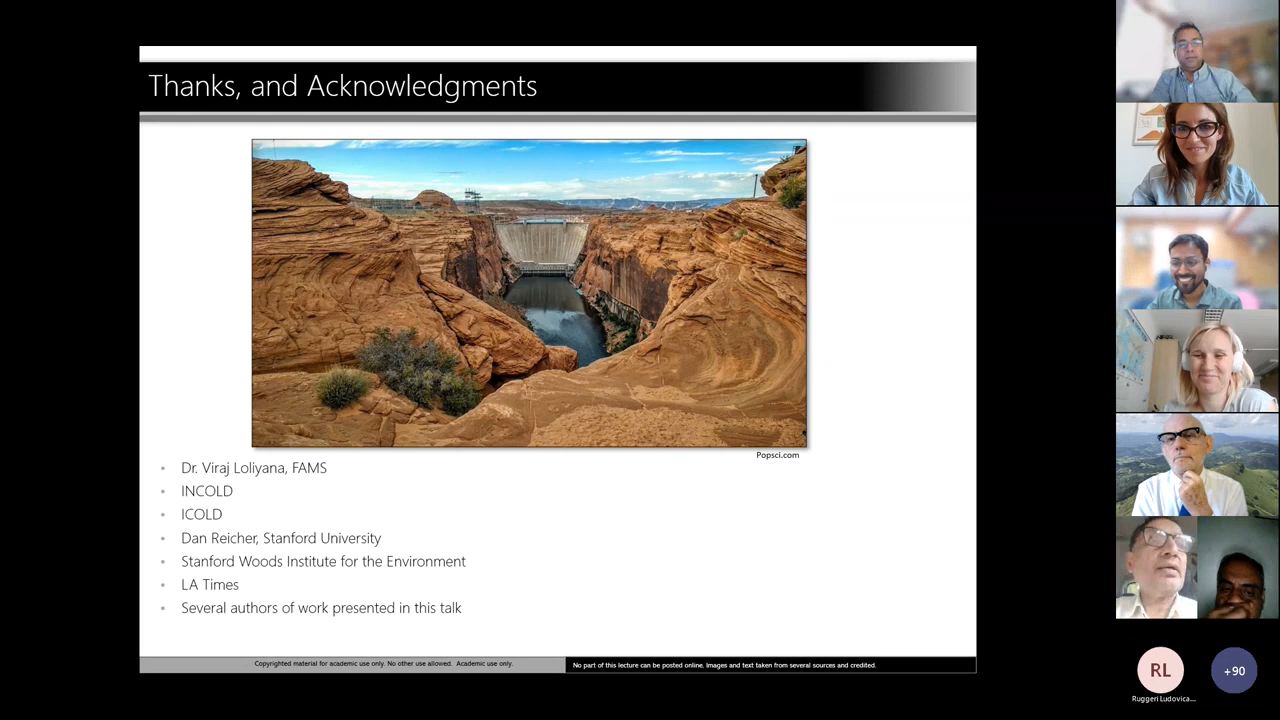 Thanks, and Acknowledgments
Popsci.com
• Dr. Viraj Loliyana, FAMS
• INCOLD
• ICOLD
• Dan Reicher, Stanford University
• Stanford Woods Institute for the Environment
• LA Times
• Several authors of work presented in this talk
Copyrighted material for academic use only. No other use allowed. Academic use only.
No part of this lecture can be posted online. Images and text taken from several sources and credited.
RL
+90
Ruggeri Ludovica...